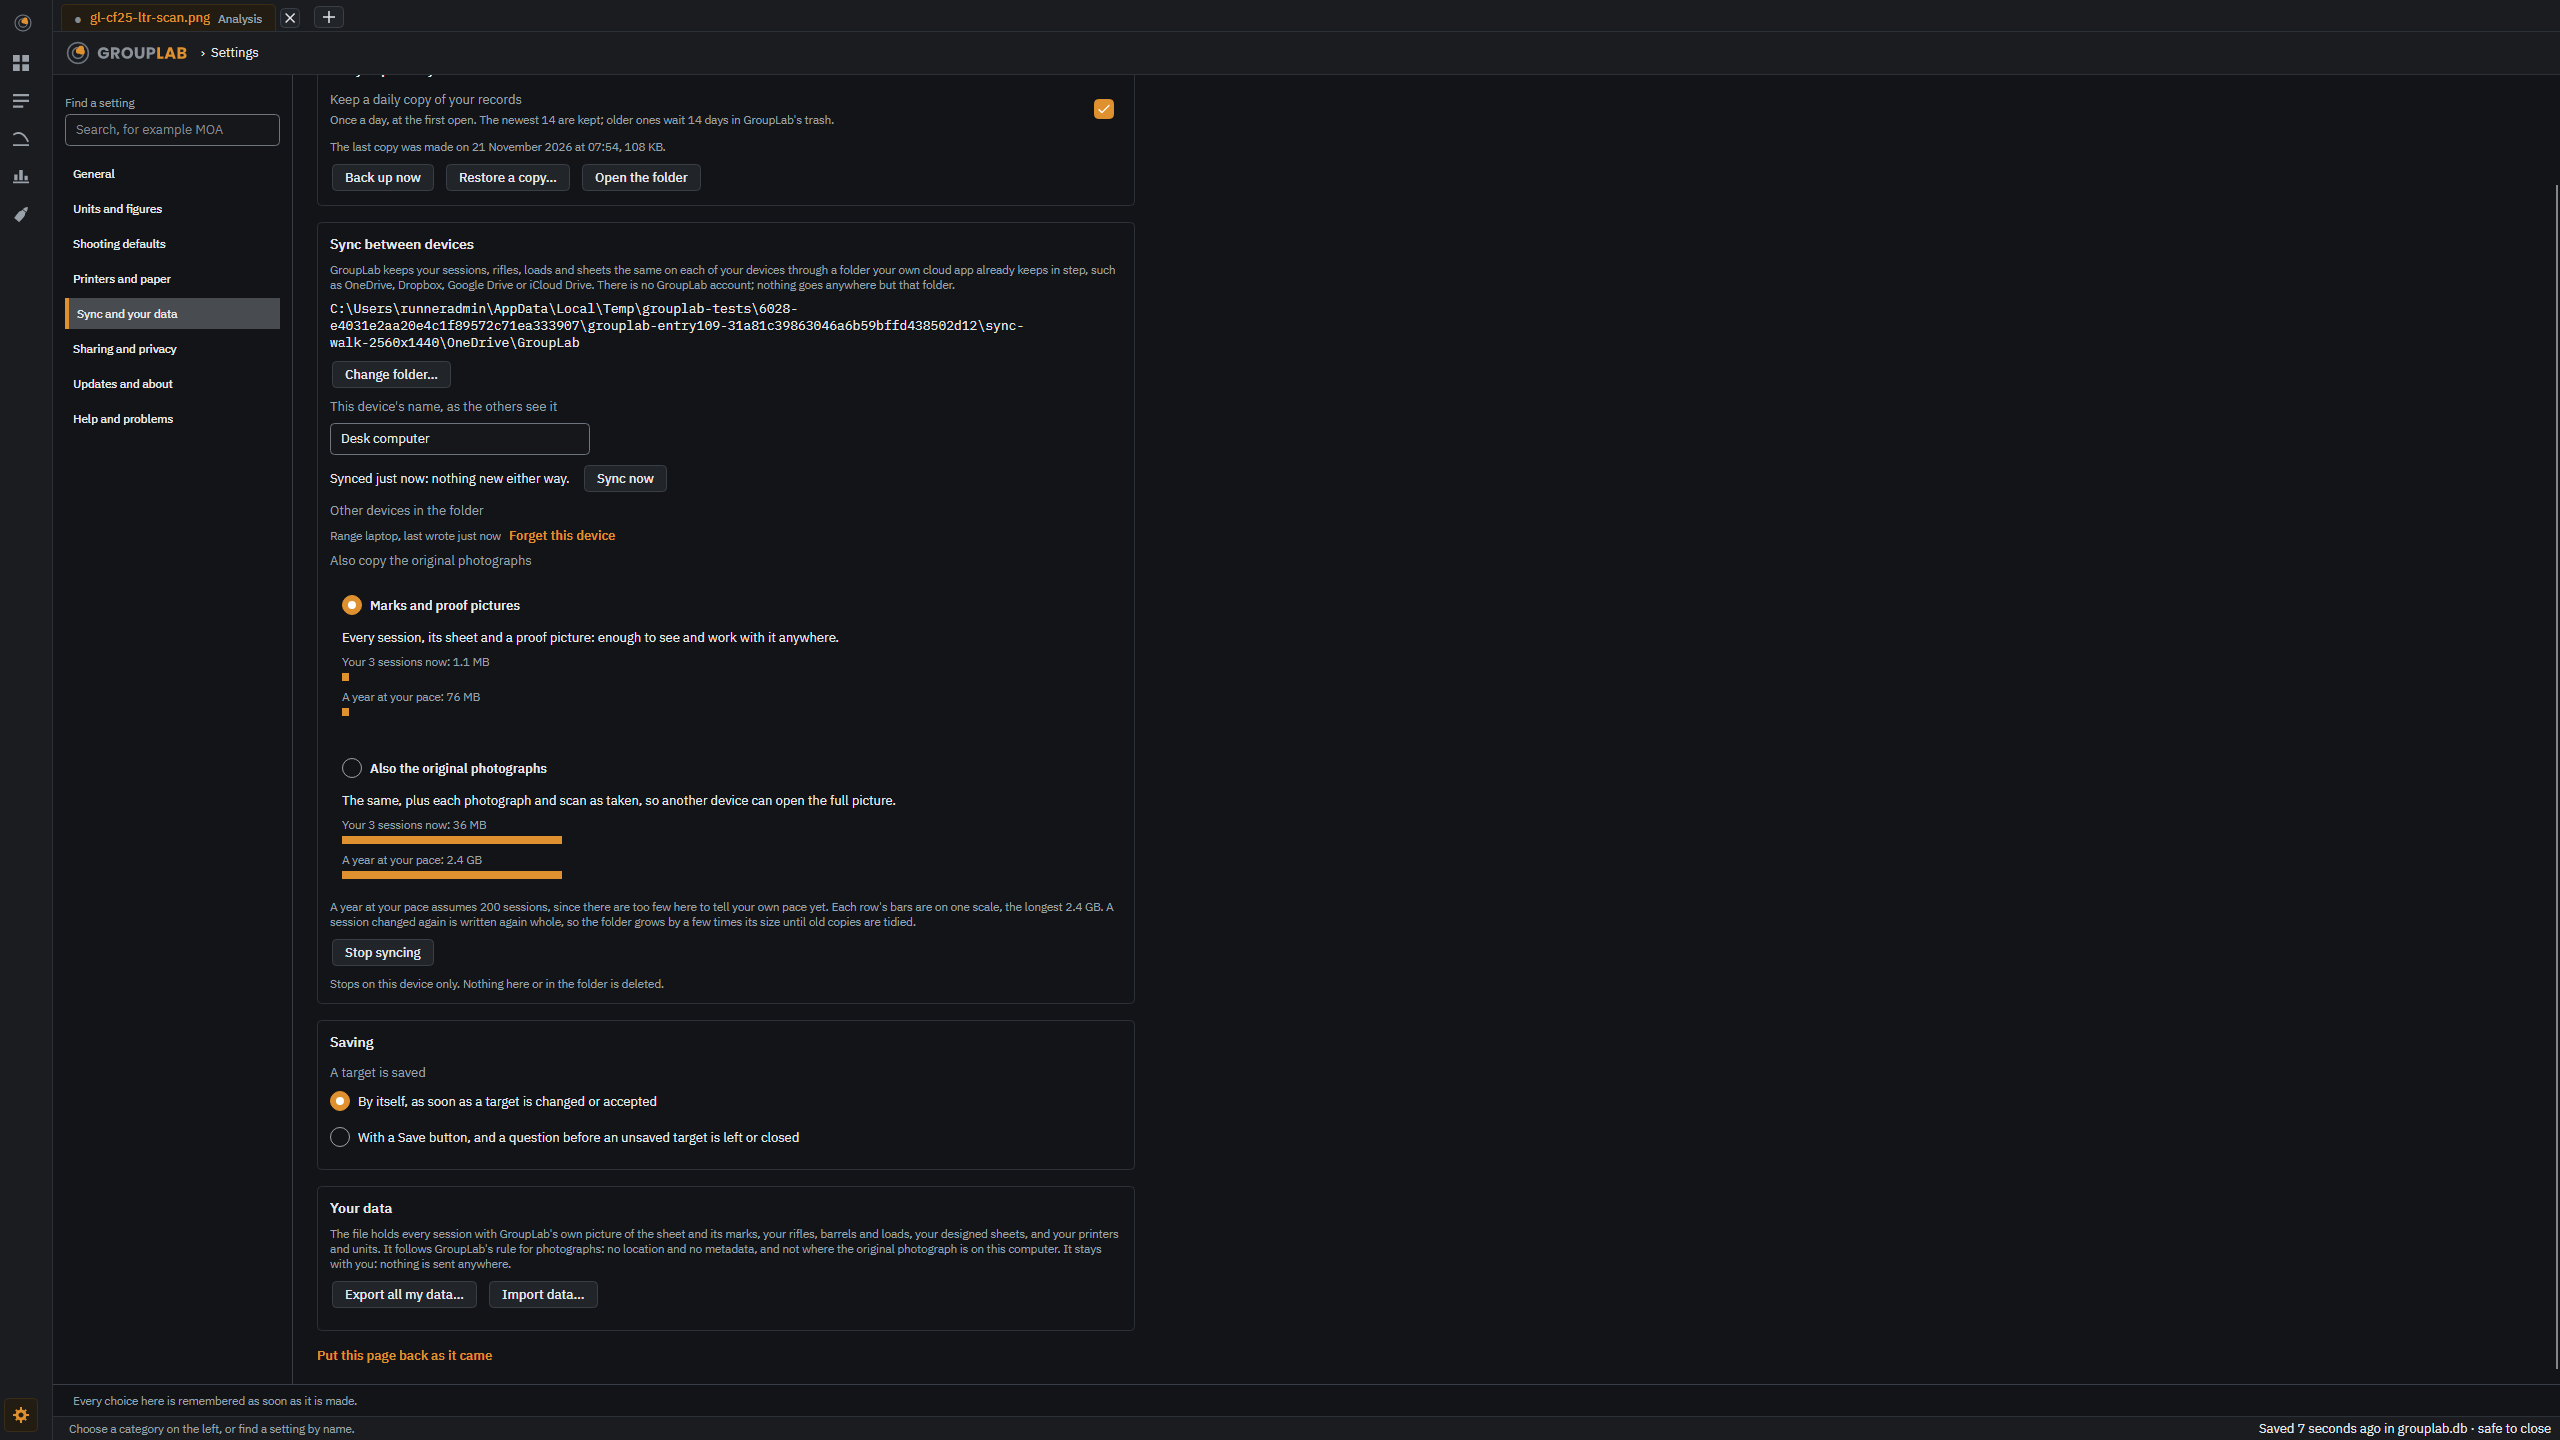 gl-cf25-ltr-scan.png Analysis
GROUPLAB › Settings
Find a setting
Search, for example MOA
General
Units and figures
Shooting defaults
Printers and paper
Sync and your data
Sharing and privacy
Updates and about
Help and problems
Keep a daily copy of your records
Once a day, at the first open. The newest 14 are kept; older ones wait 14 days in GroupLab's trash.
The last copy was made on 21 November 2026 at 07:54, 108 KB.
Back up now
Restore a copy...
Open the folder
Sync between devices
GroupLab keeps your sessions, rifles, loads and sheets the same on each of your devices through a folder your own cloud app already keeps in step, such
as OneDrive, Dropbox, Google Drive or iCloud Drive. There is no GroupLab account; nothing goes anywhere but that folder.
C:\Users\runneradmin\AppData\Local\Temp\grouplab-tests\6028-
e4031e2aa20e4c1f89572c71ea333907\grouplab-entry109-31a81c39863046a6b59bffd438502d12\sync-
walk-2560x1440\OneDrive\GroupLab
Change folder...
This device's name, as the others see it
Desk computer
Synced just now: nothing new either way.
Sync now
Other devices in the folder
Range laptop, last wrote just now Forget this device
Also copy the original photographs
Marks and proof pictures
Every session, its sheet and a proof picture: enough to see and work with it anywhere.
Your 3 sessions now: 1.1 MB
A year at your pace: 76 MB
Also the original photographs
The same, plus each photograph and scan as taken, so another device can open the full picture.
Your 3 sessions now: 36 MB
A year at your pace: 2.4 GB
A year at your pace assumes 200 sessions, since there are too few here to tell your own pace yet. Each row's bars are on one scale, the longest 2.4 GB. A
session changed again is written again whole, so the folder grows by a few times its size until old copies are tidied.
Stop syncing
Stops on this device only. Nothing here or in the folder is deleted.
Saving
A target is saved
By itself, as soon as a target is changed or accepted
With a Save button, and a question before an unsaved target is left or closed
Your data
The file holds every session with GroupLab's own picture of the sheet and its marks, your rifles, barrels and loads, your designed sheets, and your printers
and units. It follows GroupLab's rule for photographs: no location and no metadata, and not where the original photograph is on this computer. It stays
with you: nothing is sent anywhere.
Export all my data...
Import data...
Put this page back as it came
Every choice here is remembered as soon as it is made.
Choose a category on the left, or find a setting by name.
Saved 7 seconds ago in grouplab.db · safe to close